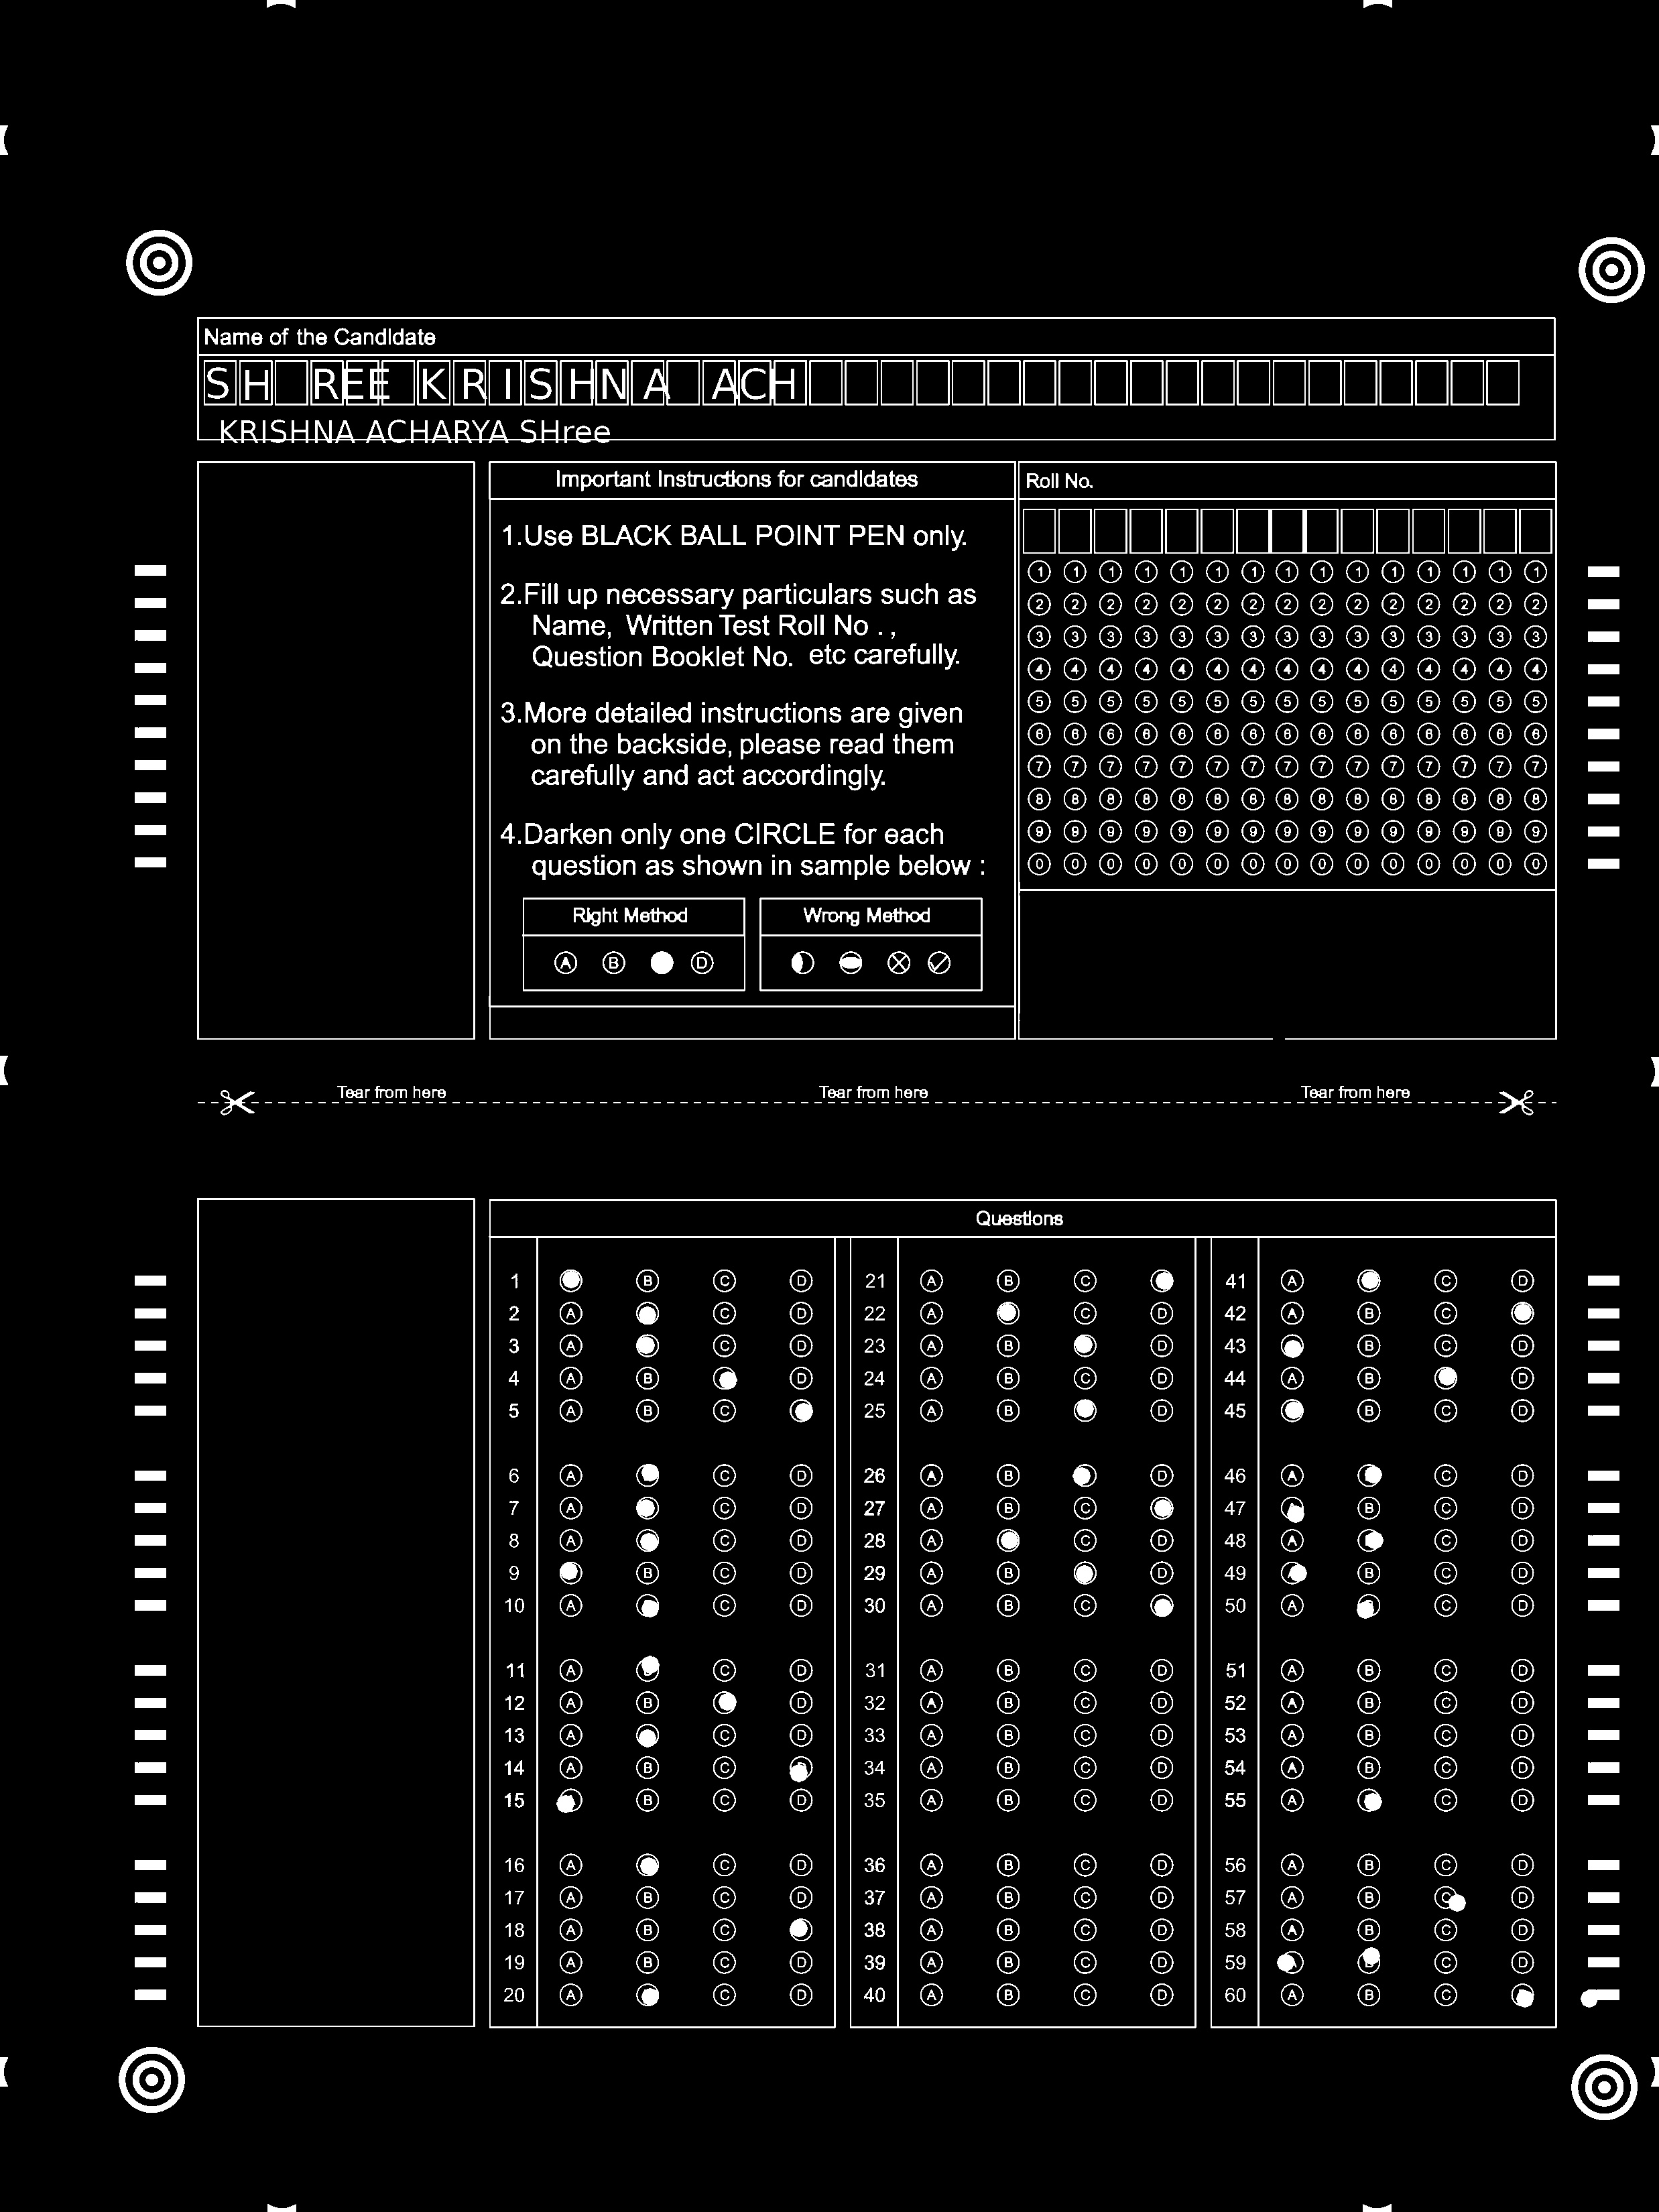 Name of the Candidate
SH REE KRISHNA ACH
KRISHNA ACHARYA SHree
Important Instructions for candidates
1.Use BLACK BALL POINT PEN only.
2.Fill up necessary particulars such as
Name, Written Test Roll No . ,
Question Booklet No. etc carefully.
3.More detailed instructions are given
on the backside, please read them
carefully and act accordingly.
4.Darken only one CIRCLE for each
question as shown in sample below :
Right Method Wrong Method
A B D
Roll No.
1 1 1 1 1 1 1 1 1 1 1 1 1 1 1
2 2 2 2 2 2 2 2 2 2 2 2 2 2 2
3 3 3 3 3 3 3 3 3 3 3 3 3 3 3
4 4 4 4 4 4 4 4 4 4 4 4 4 4 4
5 5 5 5 5 5 5 5 5 5 5 5 5 5 5
6 6 6 6 6 6 6 6 6 6 6 6 6 6 6
7 7 7 7 7 7 7 7 7 7 7 7 7 7 7
8 8 8 8 8 8 8 8 8 8 8 8 8 8 8
9 9 9 9 9 9 9 9 9 9 9 9 9 9 9
0 0 0 0 0 0 0 0 0 0 0 0 0 0 0
Tear from here Tear from here Tear from here
Questions
1 B C D 21 A B C 41 A C D
2 A C D 22 A C D 42 A B C
3 A C D 23 A B D 43 B C D
4 A B D 24 A B C D 44 A B D
5 A B C 25 A B D 45 B C D
6 A C D 26 A B D 46 A C D
7 A C D 27 A B C 47 B C D
8 A C D 28 A C D 48 A C D
9 B C D 29 A B D 49 B C D
10 A C D 30 A B C 50 A C D
11 A C D 31 A B C D 51 A B C D
12 A B D 32 A B C D 52 A B C D
13 A C D 33 A B C D 53 A B C D
14 A B C 34 A B C D 54 A B C D
15 B C D 35 A B C D 55 A C D
16 A C D 36 A B C D 56 A B C D
17 A B C D 37 A B C D 57 A B C D
18 A B C 38 A B C D 58 A B C D
19 A B C D 39 A B C D 59 C D
20 A C D 40 A B C D 60 A B C